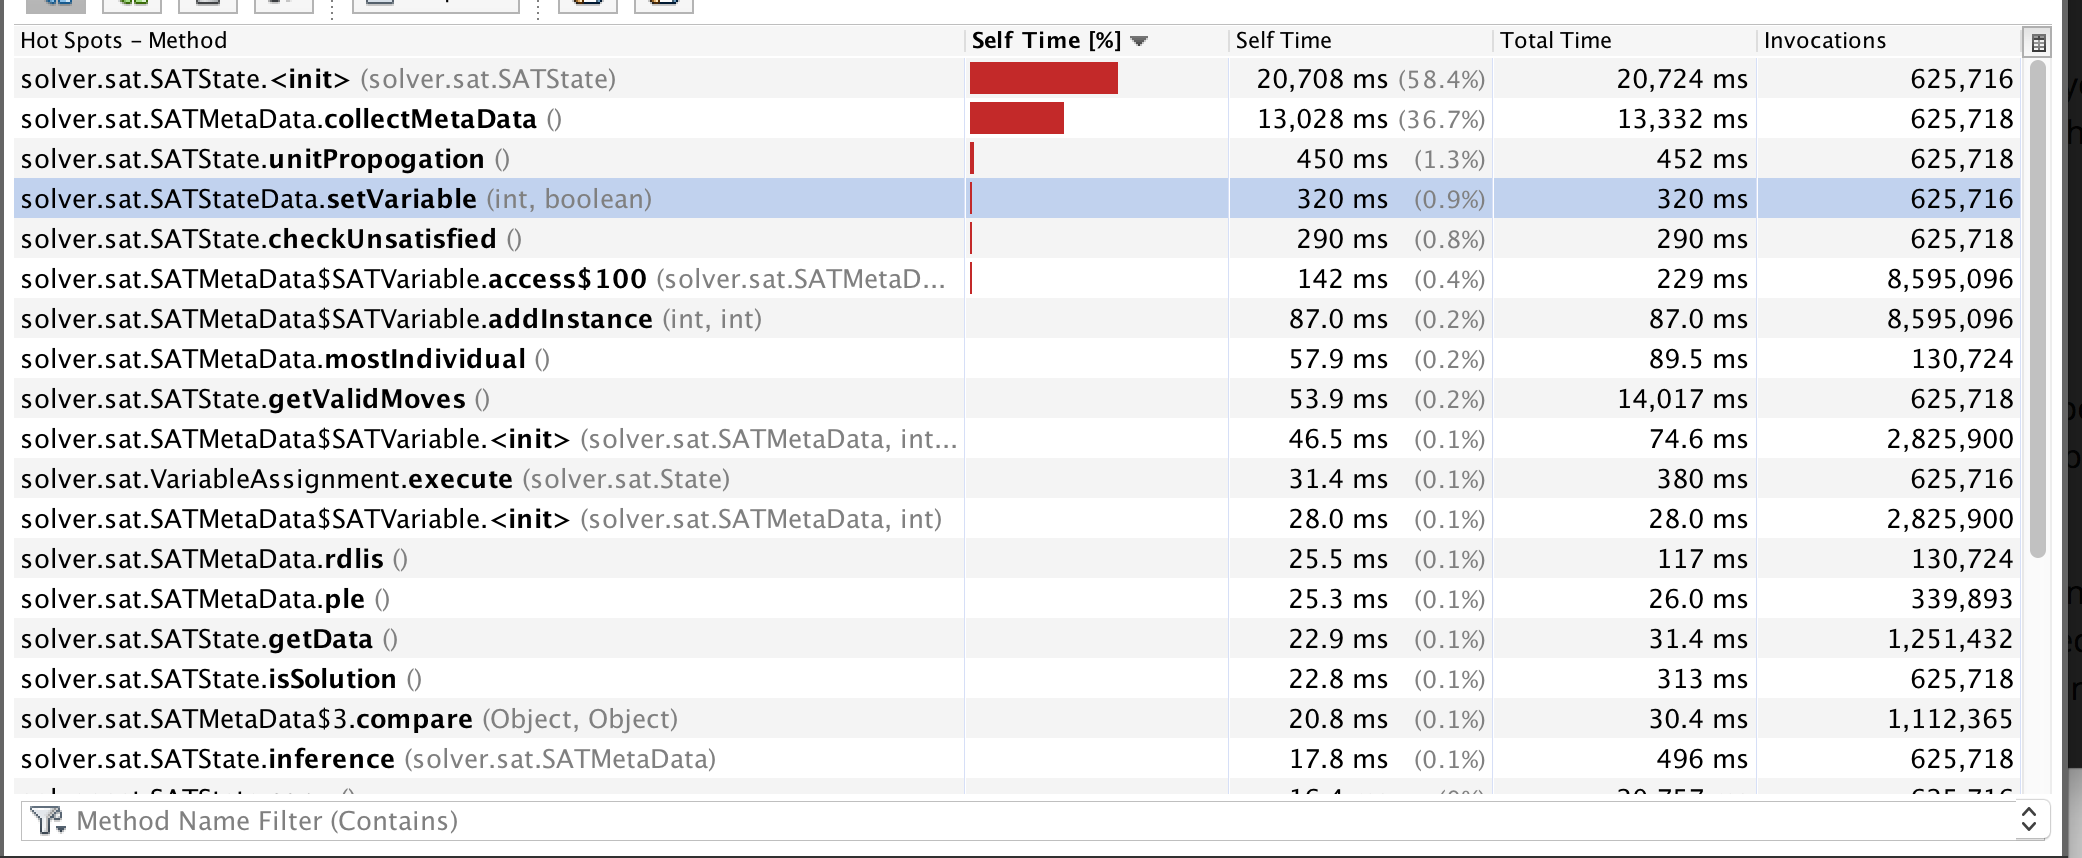 Hot Spots – Method Self Time [%] Self Time Total Time Invocations
solver.sat.SATState.<init> (solver.sat.SATState) 20,708 ms (58.4%) 20,724 ms 625,716
solver.sat.SATMetaData.collectMetaData () 13,028 ms (36.7%) 13,332 ms 625,718
solver.sat.SATState.unitPropogation () 450 ms (1.3%) 452 ms 625,718
solver.sat.SATStateData.setVariable (int, boolean) 320 ms (0.9%) 320 ms 625,716
solver.sat.SATState.checkUnsatisfied () 290 ms (0.8%) 290 ms 625,718
solver.sat.SATMetaData$SATVariable.access$100 (solver.sat.SATMetaD... 142 ms (0.4%) 229 ms 8,595,096
solver.sat.SATMetaData$SATVariable.addInstance (int, int) 87.0 ms (0.2%) 87.0 ms 8,595,096
solver.sat.SATMetaData.mostIndividual () 57.9 ms (0.2%) 89.5 ms 130,724
solver.sat.SATState.getValidMoves () 53.9 ms (0.2%) 14,017 ms 625,718
solver.sat.SATMetaData$SATVariable.<init> (solver.sat.SATMetaData, int... 46.5 ms (0.1%) 74.6 ms 2,825,900
solver.sat.VariableAssignment.execute (solver.sat.State) 31.4 ms (0.1%) 380 ms 625,716
solver.sat.SATMetaData$SATVariable.<init> (solver.sat.SATMetaData, int) 28.0 ms (0.1%) 28.0 ms 2,825,900
solver.sat.SATMetaData.rdlis () 25.5 ms (0.1%) 117 ms 130,724
solver.sat.SATMetaData.ple () 25.3 ms (0.1%) 26.0 ms 339,893
solver.sat.SATState.getData () 22.9 ms (0.1%) 31.4 ms 1,251,432
solver.sat.SATState.isSolution () 22.8 ms (0.1%) 313 ms 625,718
solver.sat.SATMetaData$3.compare (Object, Object) 20.8 ms (0.1%) 30.4 ms 1,112,365
solver.sat.SATState.inference (solver.sat.SATMetaData) 17.8 ms (0.1%) 496 ms 625,718
Method Name Filter (Contains)